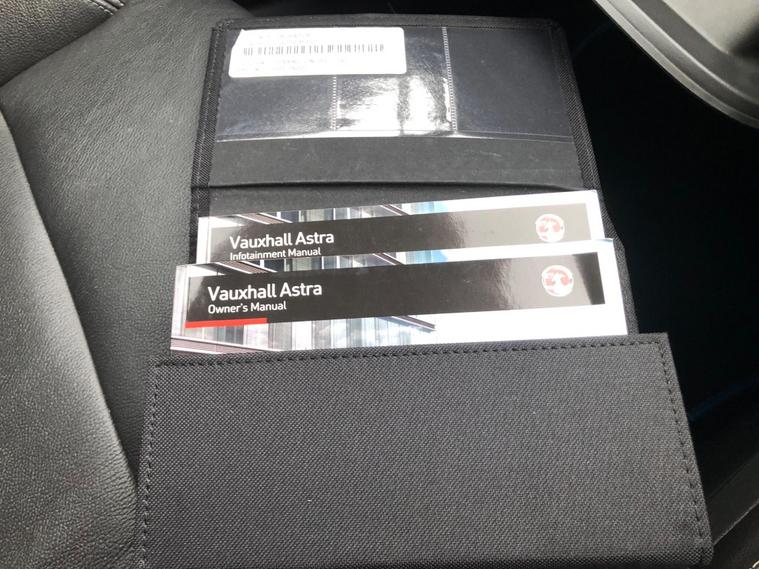 Vauxhall Astra
Infotainment Manual
Vauxhall Astra
Owner's Manual